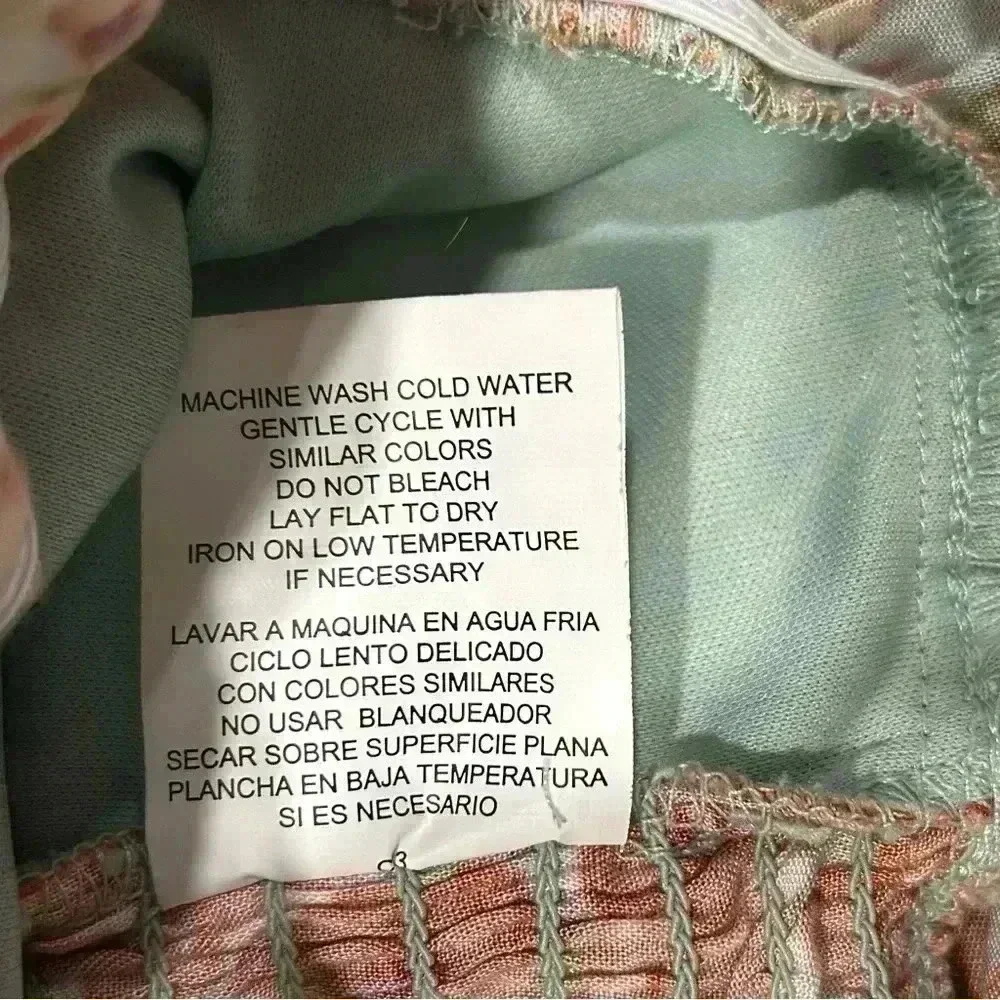 MACHINE WASH COLD WATER
GENTLE CYCLE WITH
SIMILAR COLORS
DO NOT BLEACH
LAY FLAT TO DRY
IRON ON LOW TEMPERATURE
IF NECESSARY
LAVAR A MAQUINA EN AGUA FRIA
CICLO LENTO DELICADO
CON COLORES SIMILARES
NO USAR BLANQUEADOR
SECAR SOBRE SUPERFICIE PLANA
PLANCHA EN BAJA TEMPERATURA
SI ES NECESARIO